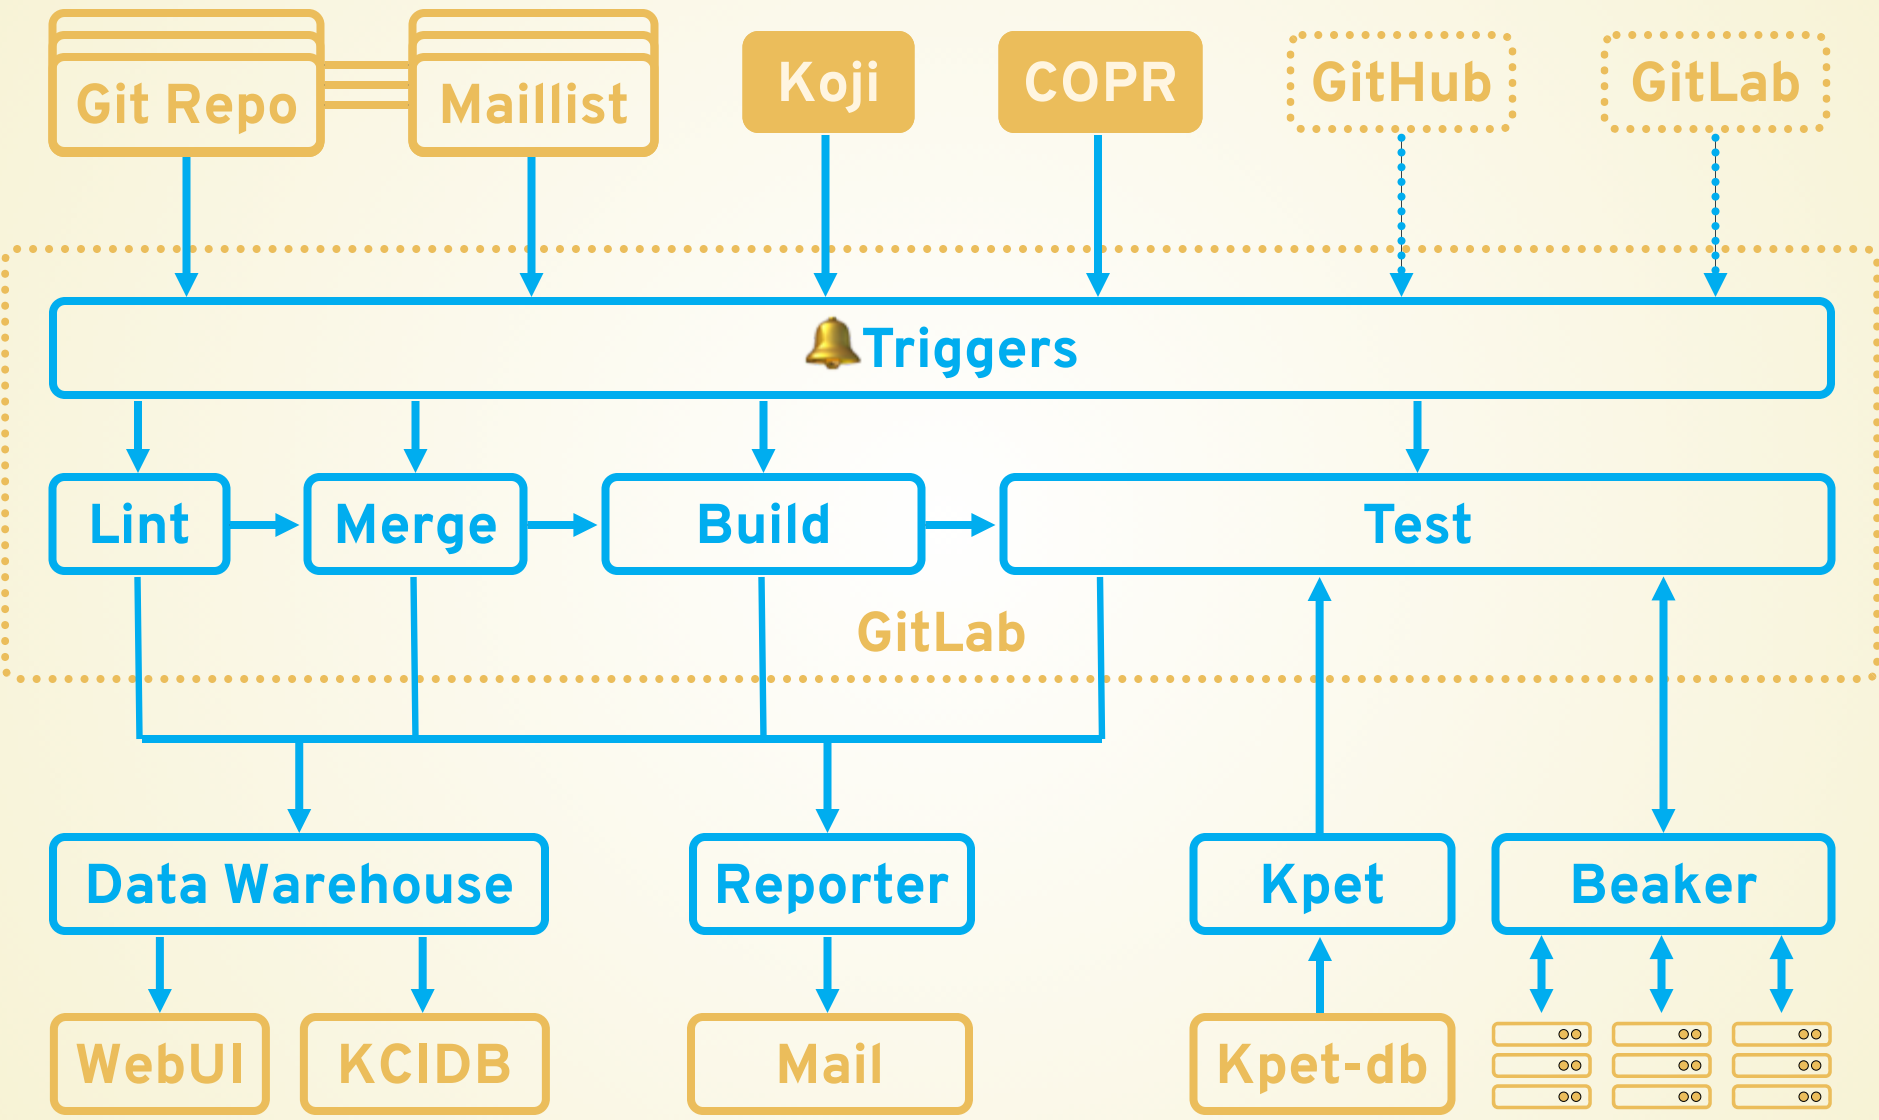 Git Repo
Maillist
Koji
COPR
GitHub
GitLab
Triggers
Lint
Merge
Build
Test
GitLab
Data Warehouse
Reporter
Kpet
Beaker
WebUI
KCIDB
Mail
Kpet-db